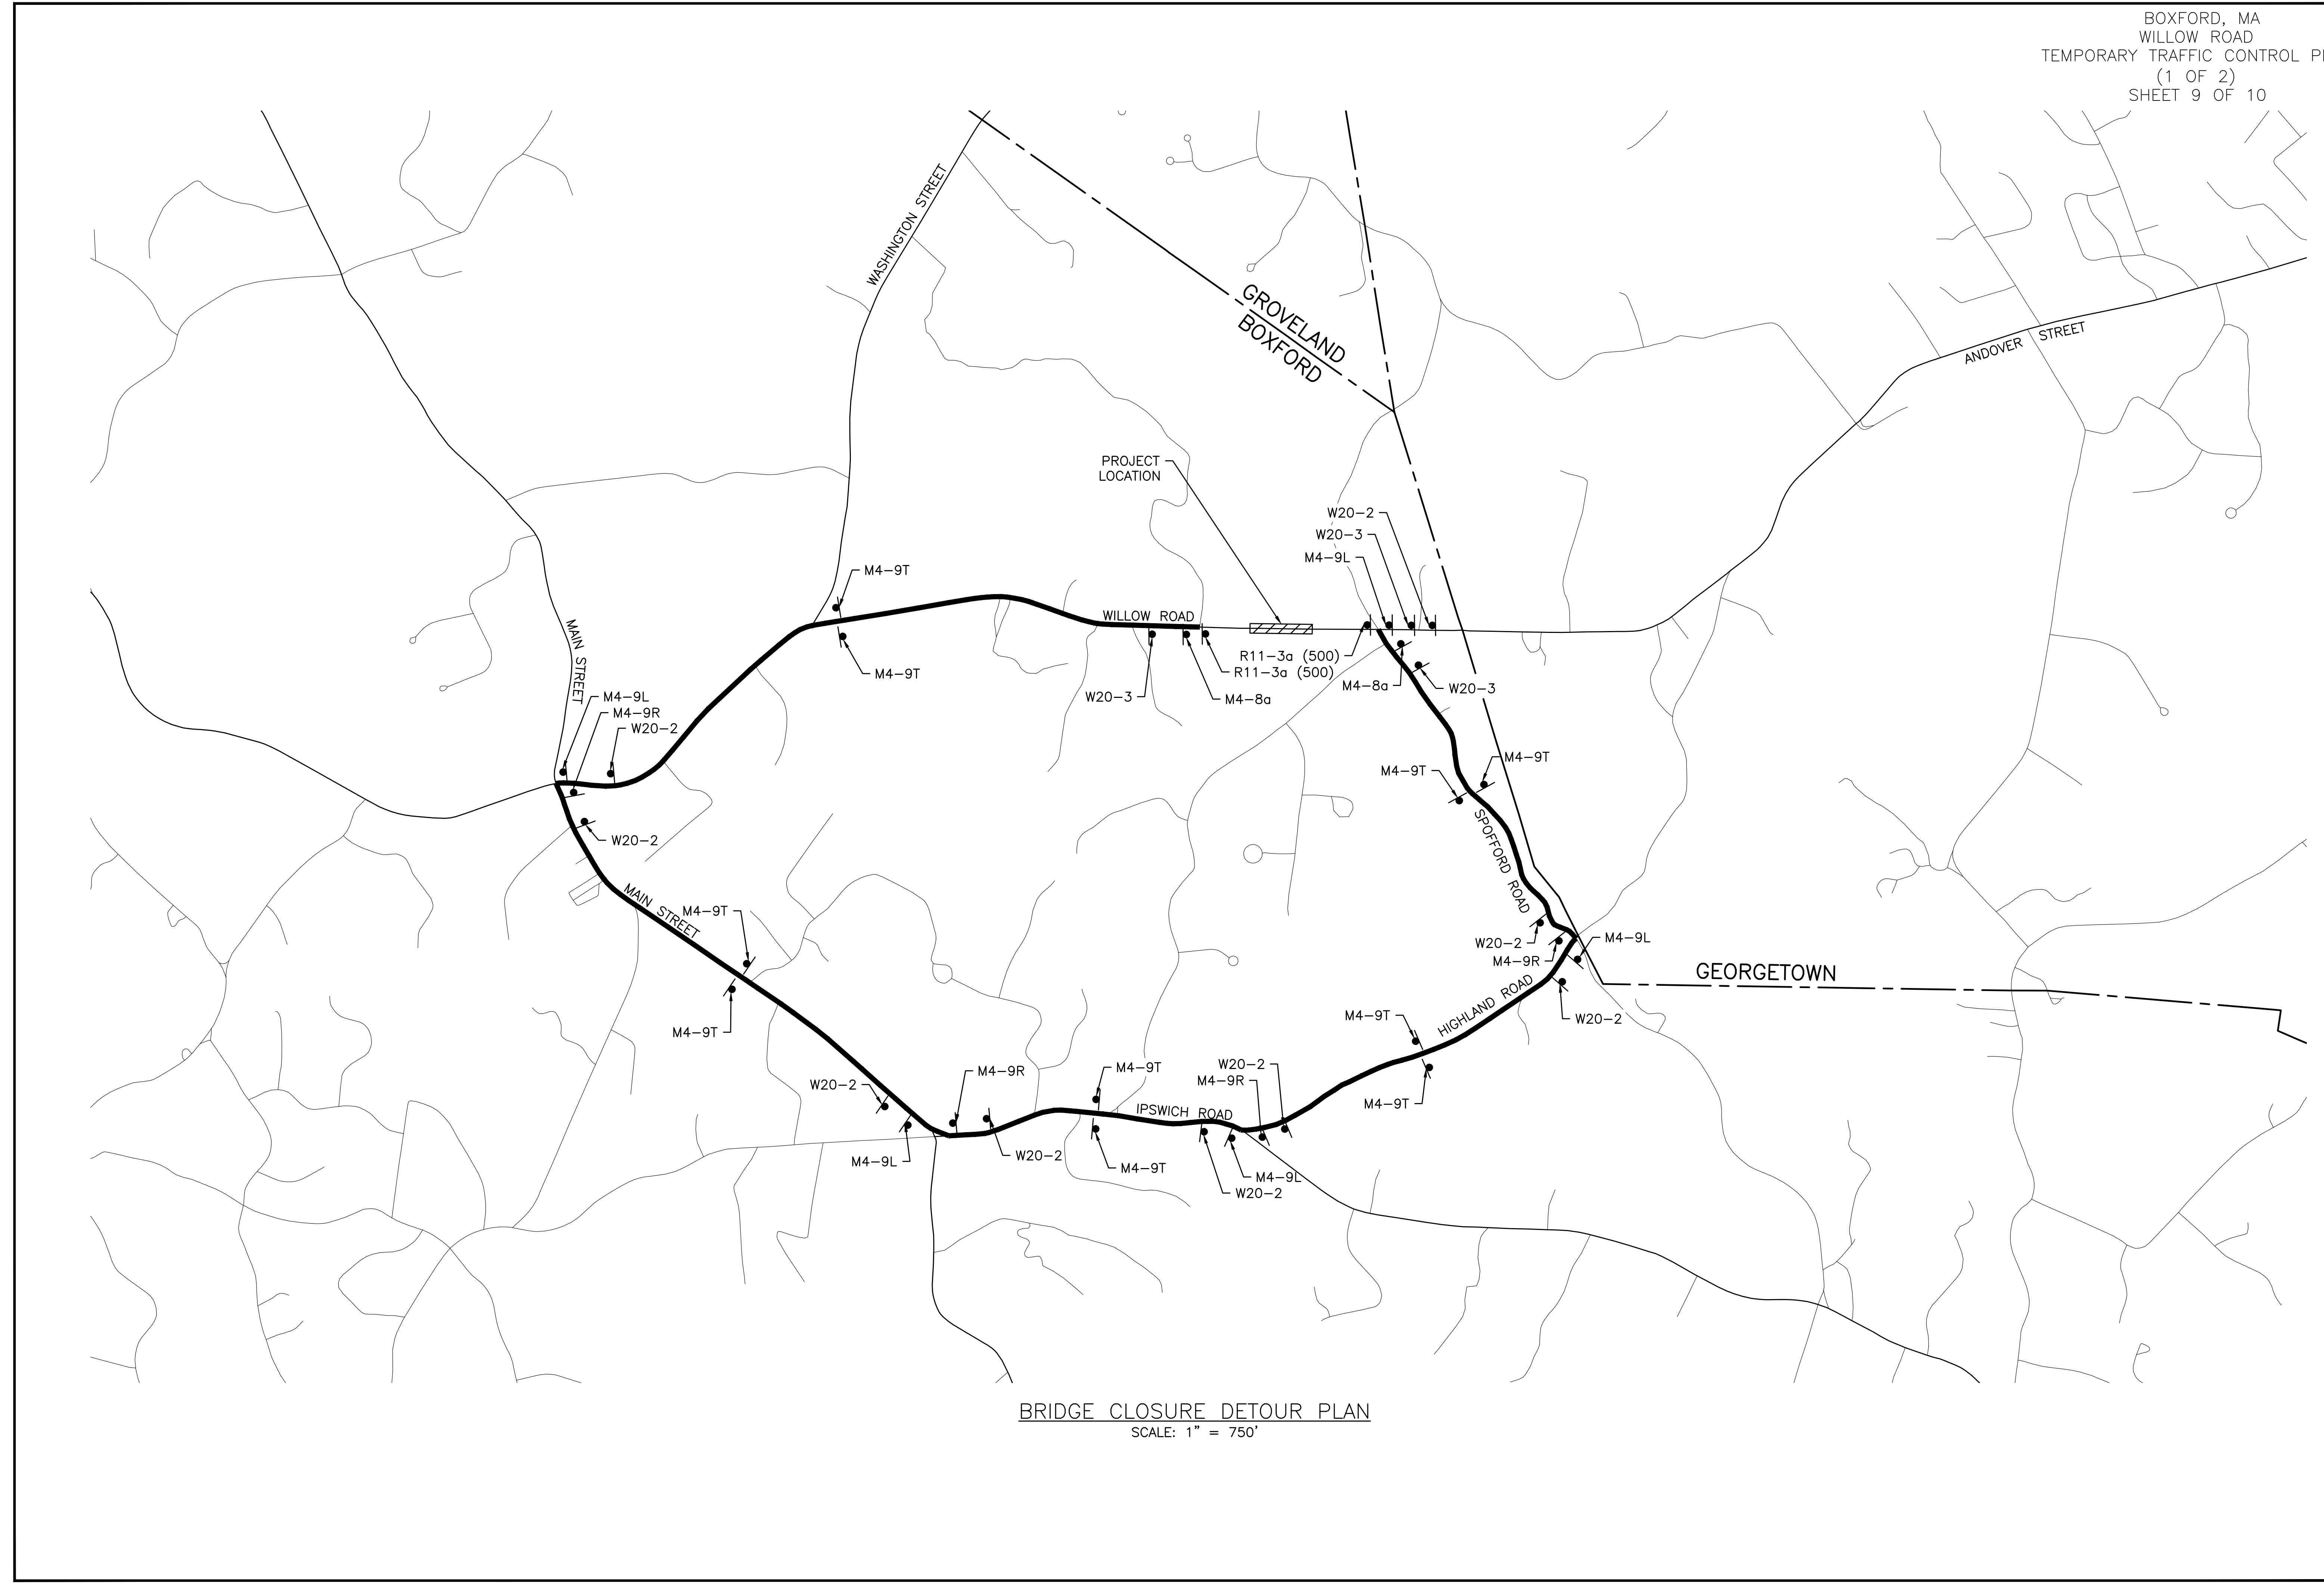 BOXFORD, MA
WILLOW ROAD
TEMPORARY TRAFFIC CONTROL
(1 OF 2)
SHEET 9 OF 10
WASHINGTON STREET
GROVELAND
BOXFORD
ANDOVER STREET
PROJECT
LOCATION
W20-2
W20-3
M4-9L
M4-9T
WILLOW ROAD
MAIN STREET
R11-3a (500)
R11-3a (500)
M4-9T
W20-3
M4-8a
M4-8a
W20-3
M4-9L
M4-9R
W20-2
M4-9T
M4-9T
W20-2
SPOFFORD ROAD
MAIN STREET
M4-9T
W20-2
M4-9R
M4-9L
GEORGETOWN
HIGHLAND ROAD
M4-9T
W20-2
M4-9T
M4-9T
W20-2
M4-9R
M4-9T
W20-2
M4-9R
IPSWICH ROAD
M4-9L
W20-2
M4-9T
M4-9L
W20-2
M4-9T
BRIDGE CLOSURE DETOUR PLAN
SCALE: 1" = 750'